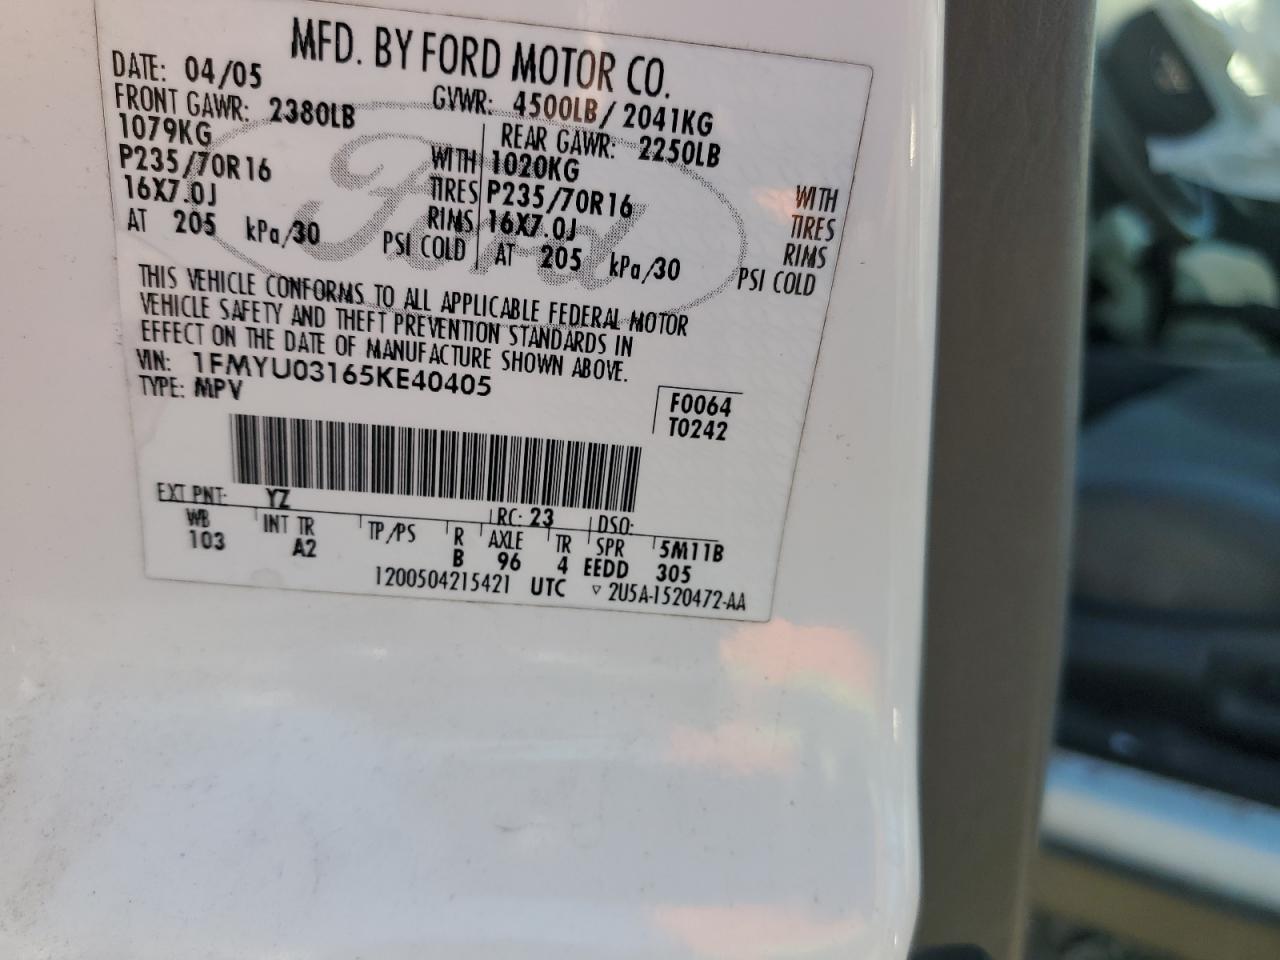 MFD. BY FORD MOTOR CO.
DATE: 04/05 GVWR: 4500LB/2041KG
FRONT GAWR: 2380LB REAR GAWR: 2250LB
1079KG WITH 1020KG WITH
P235/70R16 TIRES P235/70R16 TIRES
16X7.0J RIMS 16X7.0J RIMS
AT 205 kPa/30 PSI COLD AT 205 kPa/30 PSI COLD
THIS VEHICLE CONFORMS TO ALL APPLICABLE FEDERAL MOTOR
VEHICLE SAFETY AND THEFT PREVENTION STANDARDS IN
EFFECT ON THE DATE OF MANUFACTURE SHOWN ABOVE.
VIN: 1FMYU03165KE40405
TYPE: MPV
F0064
T0242
EXT PNT: YZ RC: 23 DSO:
WB INT TR TP/PS R AXLE TR SPR 5M11B
103 A2 B 96 4 EEDD 305
1200504215421 UTC ▽ 2U5A-1520472-AA
Ford